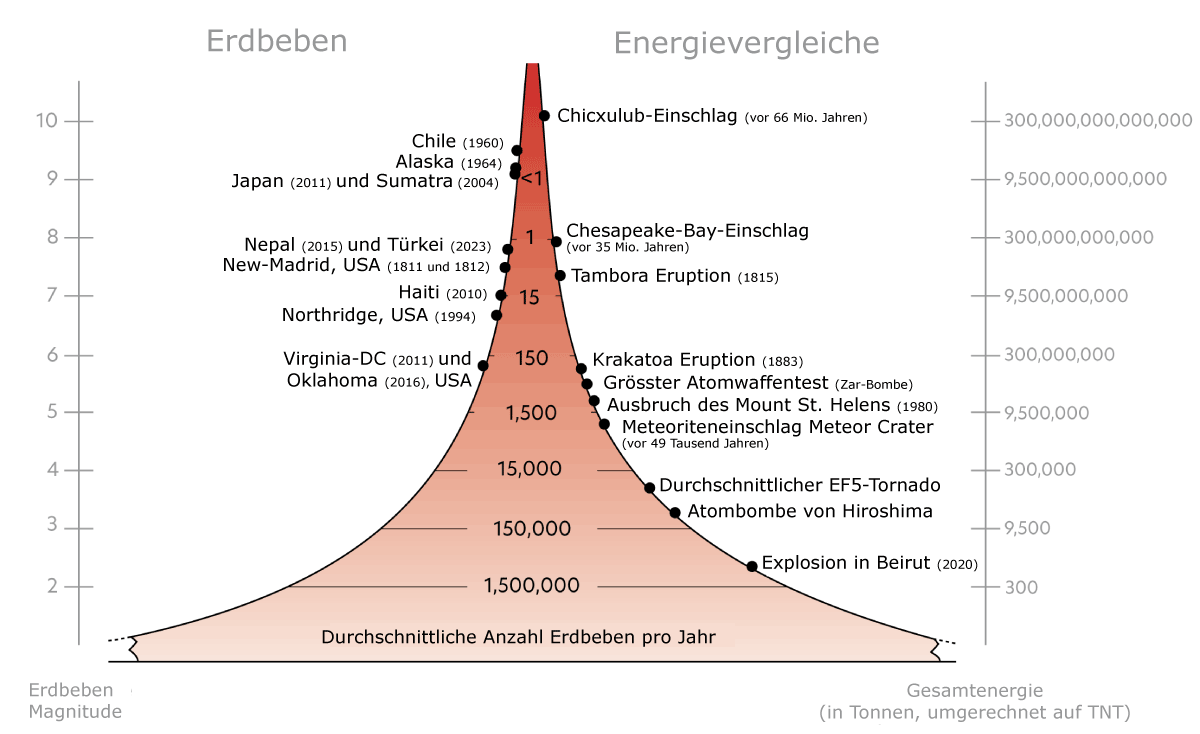 Erdbeben
Energievergleiche
10
9
8
7
6
5
4
3
2
Chile (1960)
Alaska (1964)
Japan (2011) und Sumatra (2004)
Nepal (2015) und Türkei (2023)
New-Madrid, USA (1811 und 1812)
Haiti (2010)
Northridge, USA (1994)
Virginia-DC (2011) und
Oklahoma (2016), USA
<1
1
15
150
1,500
15,000
150,000
1,500,000
Durchschnittliche Anzahl Erdbeben pro Jahr
Chicxulub-Einschlag (vor 66 Mio. Jahren)
Chesapeake-Bay-Einschlag
(vor 35 Mio. Jahren)
Tambora Eruption (1815)
Krakatoa Eruption (1883)
Grösster Atomwaffentest (Zar-Bombe)
Ausbruch des Mount St. Helens (1980)
Meteoriteneinschlag Meteor Crater
(vor 49 Tausend Jahren)
Durchschnittlicher EF5-Tornado
Atombombe von Hiroshima
Explosion in Beirut (2020)
300,000,000,000,000
9,500,000,000,000
300,000,000,000
9,500,000,000
300,000,000
9,500,000
300,000
9,500
300
Erdbeben
Magnitude
Gesamtenergie
(in Tonnen, umgerechnet auf TNT)